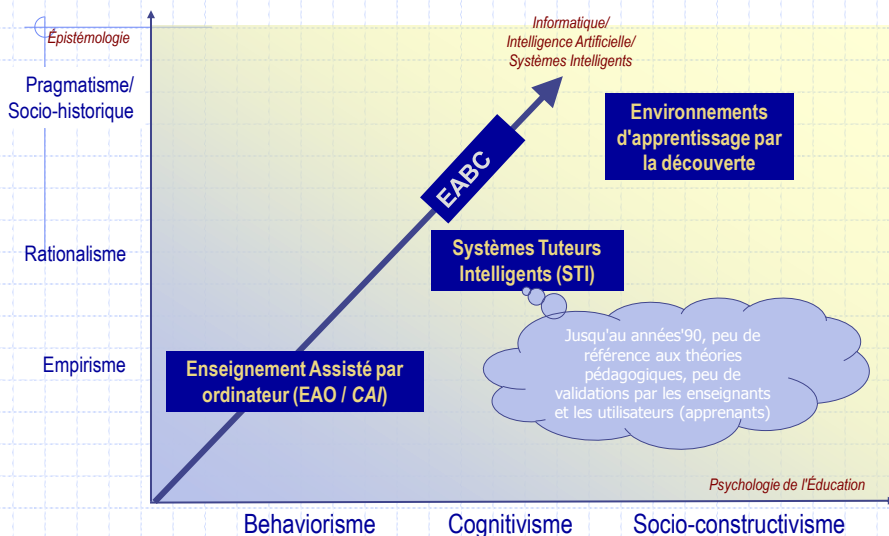 Épistémologie
Informatique/
Intelligence Artificielle/
Systèmes Intelligents
Pragmatisme/
Socio-historique
Environnements
d'apprentissage par
la découverte
EABC
Rationalisme
Systèmes Tuteurs
Intelligents (STI)
Jusqu'au années'90, peu de
référence aux théories
pédagogiques, peu de
validations par les enseignants
et les utilisateurs (apprenants)
Empirisme
Enseignement Assisté par
ordinateur (EAO / CAI)
Psychologie de l'Éducation
Behaviorisme
Cognitivisme
Socio-constructivisme